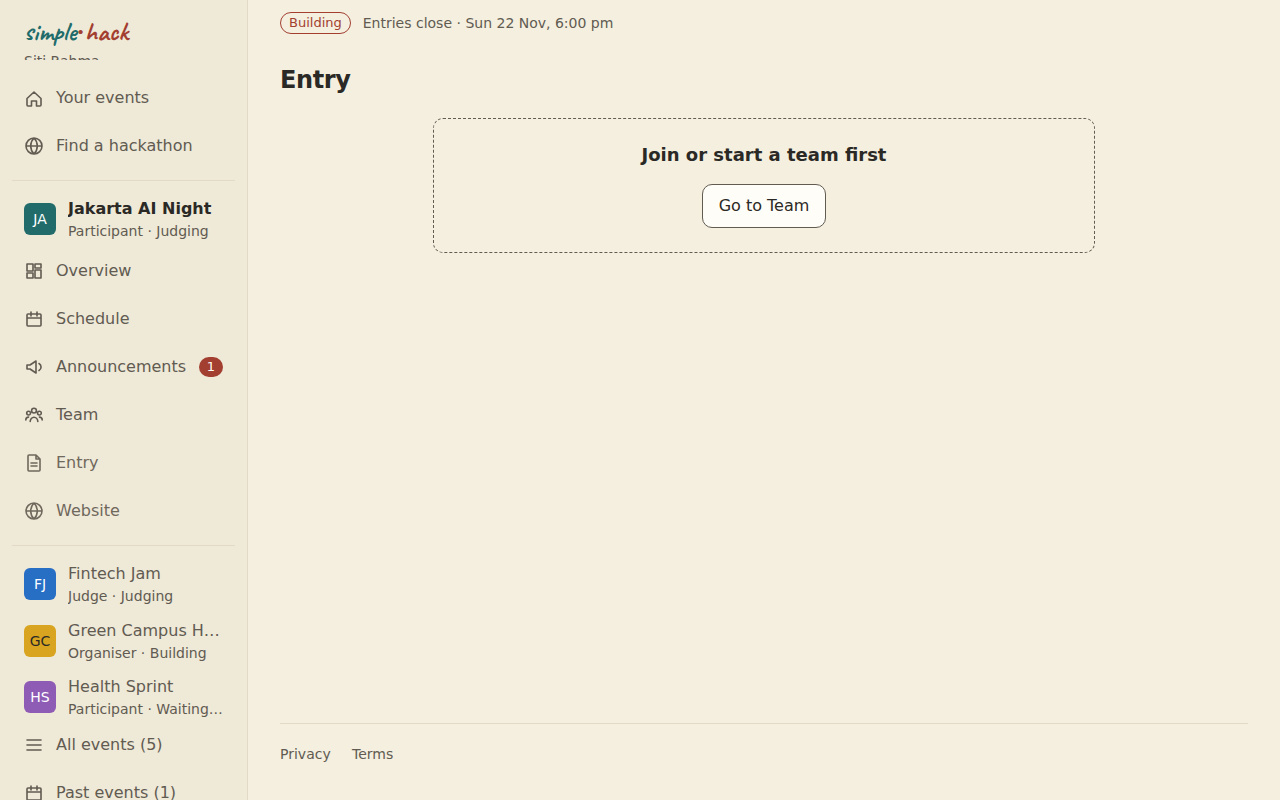 simple·hack
Siti Rahma
Your events
Find a hackathon
JA
Jakarta AI Night
Participant · Judging
Overview
Schedule
Announcements
1
Team
Entry
Website
FJ
Fintech Jam
Judge · Judging
GC
Green Campus H…
Organiser · Building
HS
Health Sprint
Participant · Waiting…
All events (5)
Past events (1)
Building
Entries close · Sun 22 Nov, 6:00 pm
Entry
Join or start a team first
Go to Team
Privacy
Terms